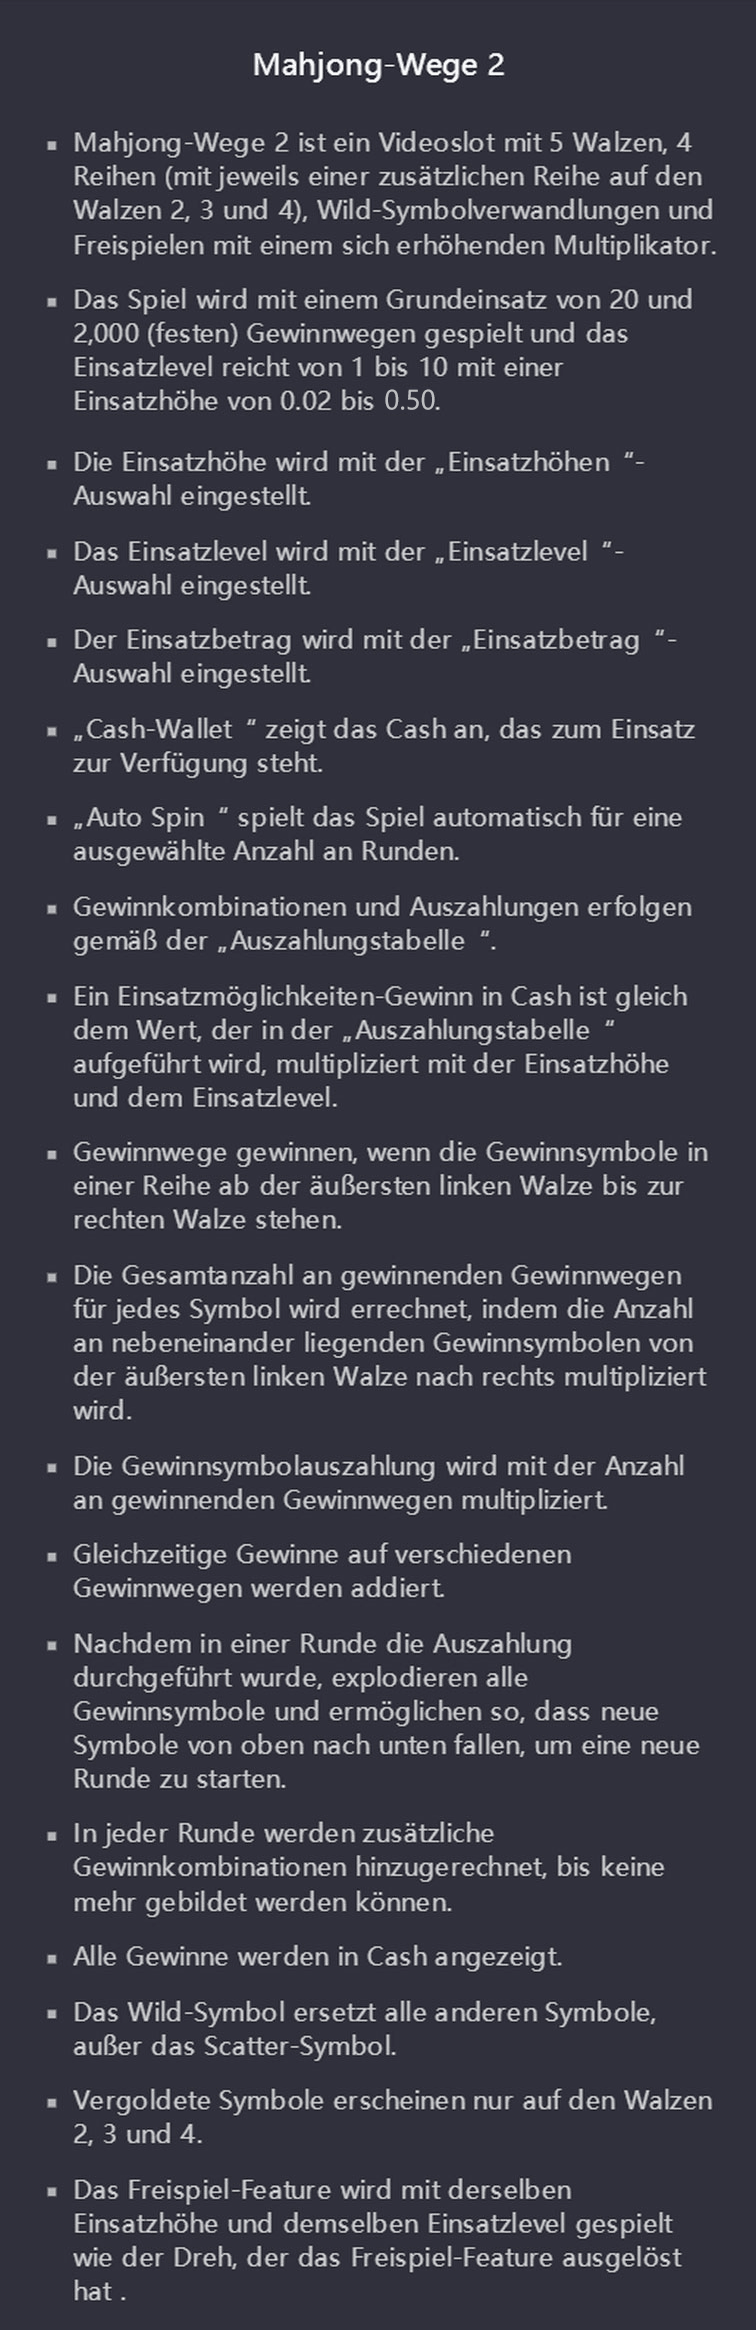 Mahjong-Wege 2
▪ Mahjong-Wege 2 ist ein Videoslot mit 5 Walzen, 4
Reihen (mit jeweils einer zusätzlichen Reihe auf den
Walzen 2, 3 und 4), Wild-Symbolverwandlungen und
Freispielen mit einem sich erhöhenden Multiplikator.
▪ Das Spiel wird mit einem Grundeinsatz von 20 und
2,000 (festen) Gewinnwegen gespielt und das
Einsatzlevel reicht von 1 bis 10 mit einer
Einsatzhöhe von 0.02 bis 0.50.
▪ Die Einsatzhöhe wird mit der „Einsatzhöhen “-
Auswahl eingestellt.
▪ Das Einsatzlevel wird mit der „Einsatzlevel “-
Auswahl eingestellt.
▪ Der Einsatzbetrag wird mit der „Einsatzbetrag “-
Auswahl eingestellt.
▪ „Cash-Wallet “ zeigt das Cash an, das zum Einsatz
zur Verfügung steht.
▪ „Auto Spin “ spielt das Spiel automatisch für eine
ausgewählte Anzahl an Runden.
▪ Gewinnkombinationen und Auszahlungen erfolgen
gemäß der „Auszahlungstabelle “.
▪ Ein Einsatzmöglichkeiten-Gewinn in Cash ist gleich
dem Wert, der in der „Auszahlungstabelle “
aufgeführt wird, multipliziert mit der Einsatzhöhe
und dem Einsatzlevel.
▪ Gewinnwege gewinnen, wenn die Gewinnsymbole in
einer Reihe ab der äußersten linken Walze bis zur
rechten Walze stehen.
▪ Die Gesamtanzahl an gewinnenden Gewinnwegen
für jedes Symbol wird errechnet, indem die Anzahl
an nebeneinander liegenden Gewinnsymbolen von
der äußersten linken Walze nach rechts multipliziert
wird.
▪ Die Gewinnsymbolauszahlung wird mit der Anzahl
an gewinnenden Gewinnwegen multipliziert.
▪ Gleichzeitige Gewinne auf verschiedenen
Gewinnwegen werden addiert.
▪ Nachdem in einer Runde die Auszahlung
durchgeführt wurde, explodieren alle
Gewinnsymbole und ermöglichen so, dass neue
Symbole von oben nach unten fallen, um eine neue
Runde zu starten.
▪ In jeder Runde werden zusätzliche
Gewinnkombinationen hinzugerechnet, bis keine
mehr gebildet werden können.
▪ Alle Gewinne werden in Cash angezeigt.
▪ Das Wild-Symbol ersetzt alle anderen Symbole,
außer das Scatter-Symbol.
▪ Vergoldete Symbole erscheinen nur auf den Walzen
2, 3 und 4.
▪ Das Freispiel-Feature wird mit derselben
Einsatzhöhe und demselben Einsatzlevel gespielt
wie der Dreh, der das Freispiel-Feature ausgelöst
hat .